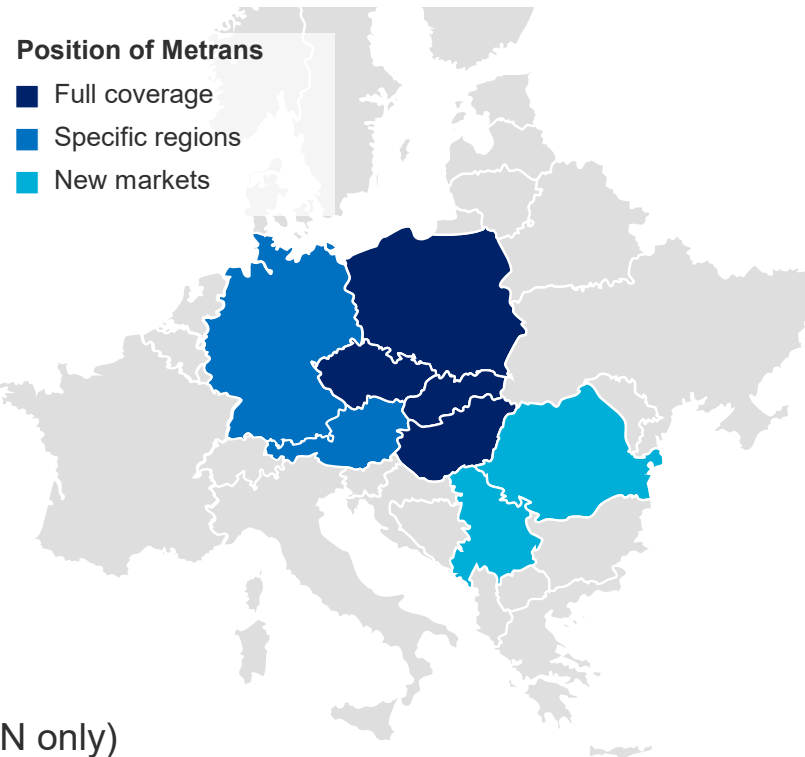 Position of Metrans
Full coverage
Specific regions
New markets
N only)